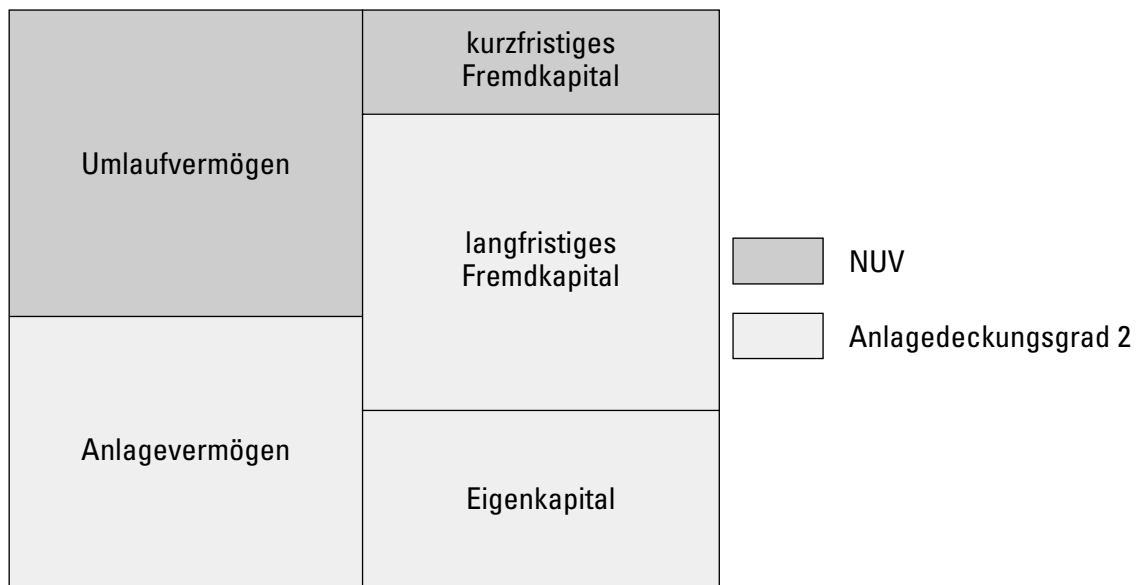 Umlaufvermögen
Anlagevermögen
kurzfristiges
Fremdkapital
langfristiges
Fremdkapital
Eigenkapital
NUV
Anlagedeckungsgrad 2